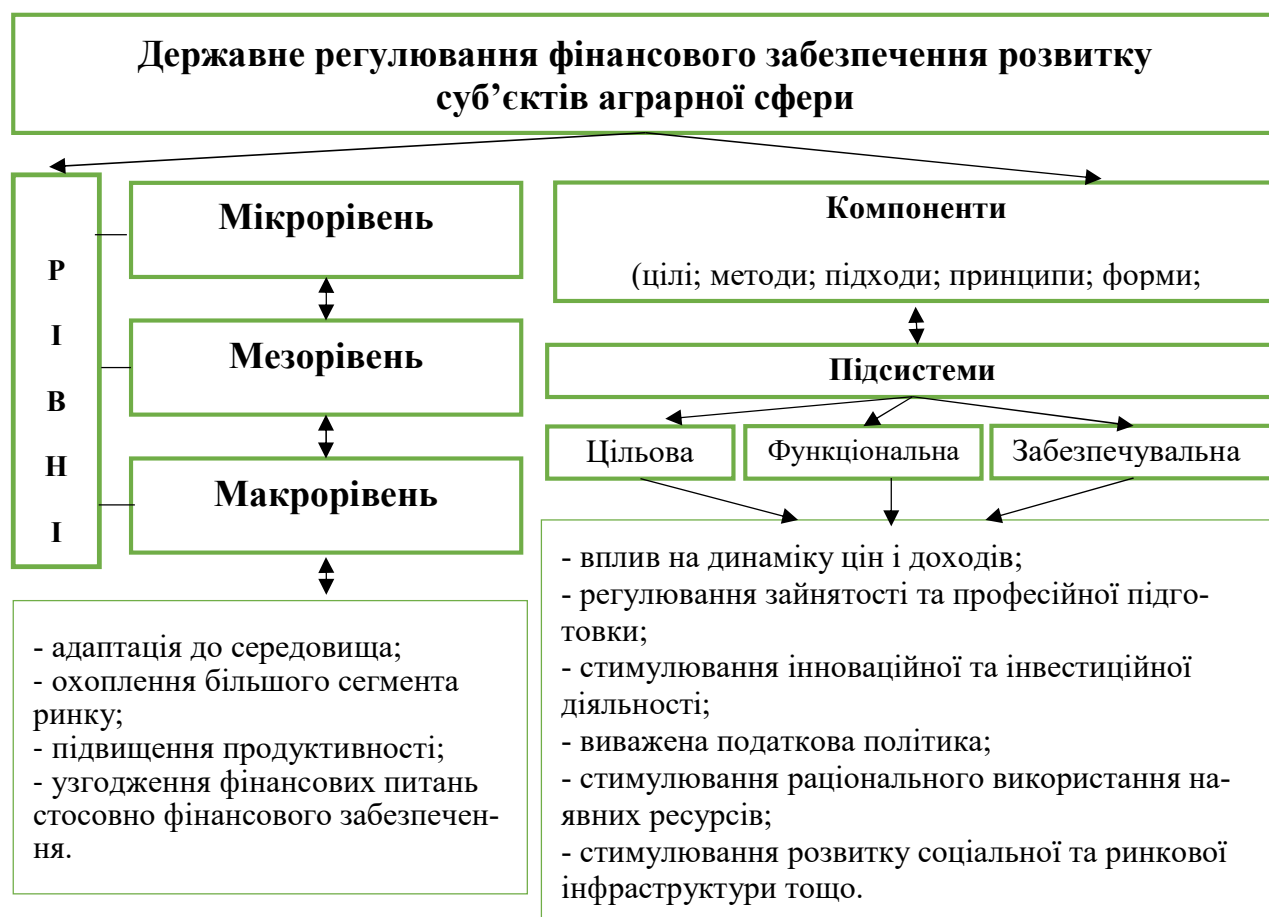 Державне регулювання фінансового забезпечення розвитку
суб’єктів аграрної сфери
Р
І
В
Н
І
Мікрорівень
Мезорівень
Макрорівень
- адаптація до середовища;
- охоплення більшого сегмента
ринку;
- підвищення продуктивності;
- узгодження фінансових питань
стосовно фінансового забезпечен-
ня.
Компоненти
(цілі; методи; підходи; принципи; форми;
Підсистеми
Цільова
Функціональна
Забезпечувальна
- вплив на динаміку цін і доходів;
- регулювання зайнятості та професійної підго-
товки;
- стимулювання інноваційної та інвестиційної
діяльності;
- виважена податкова політика;
- стимулювання раціонального використання на-
явних ресурсів;
- стимулювання розвитку соціальної та ринкової
інфраструктури тощо.